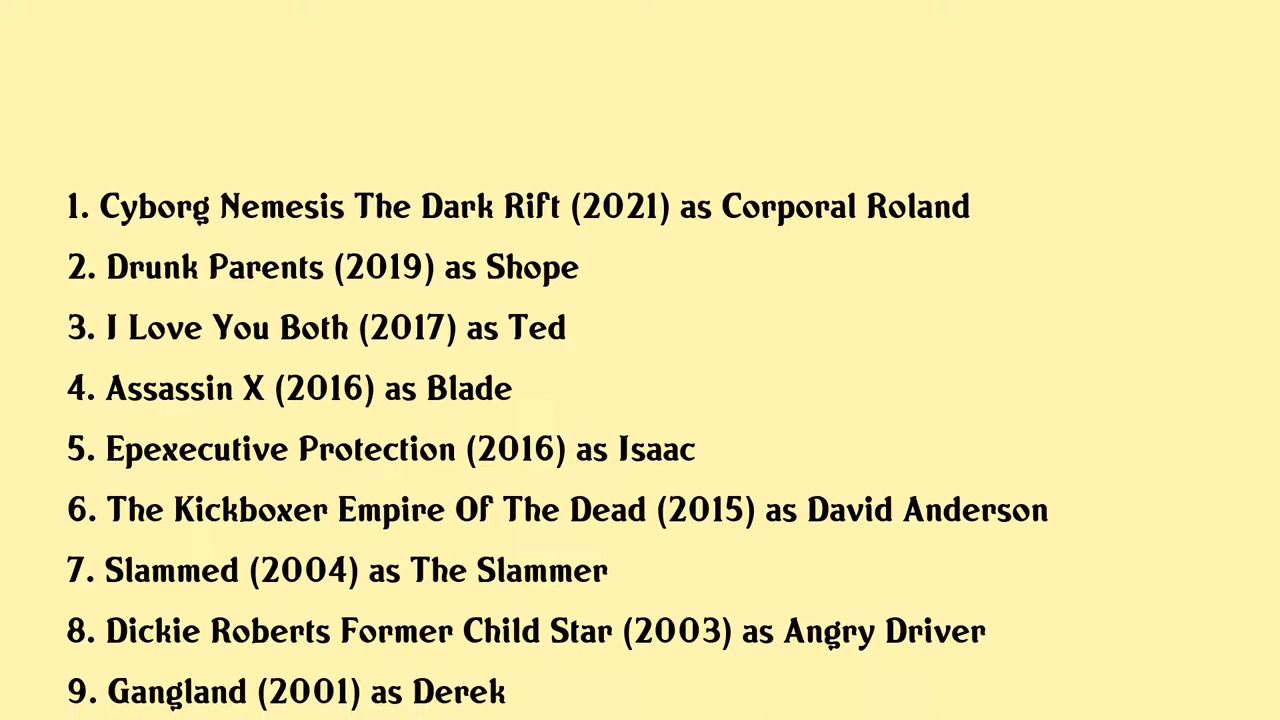 1. Cyborg Nemesis The Dark Rift (2021) as Corporal Roland
2. Drunk Parents (2019) as Shope
3. I Love You Both (2017) as Ted
4. Assassin X (2016) as Blade
5. Epexecutive Protection (2016) as Isaac
6. The Kickboxer Empire Of The Dead (2015) as David Anderson
7. Slammed (2004) as The Slammer
8. Dickie Roberts Former Child Star (2003) as Angry Driver
9. Gangland (2001) as Derek